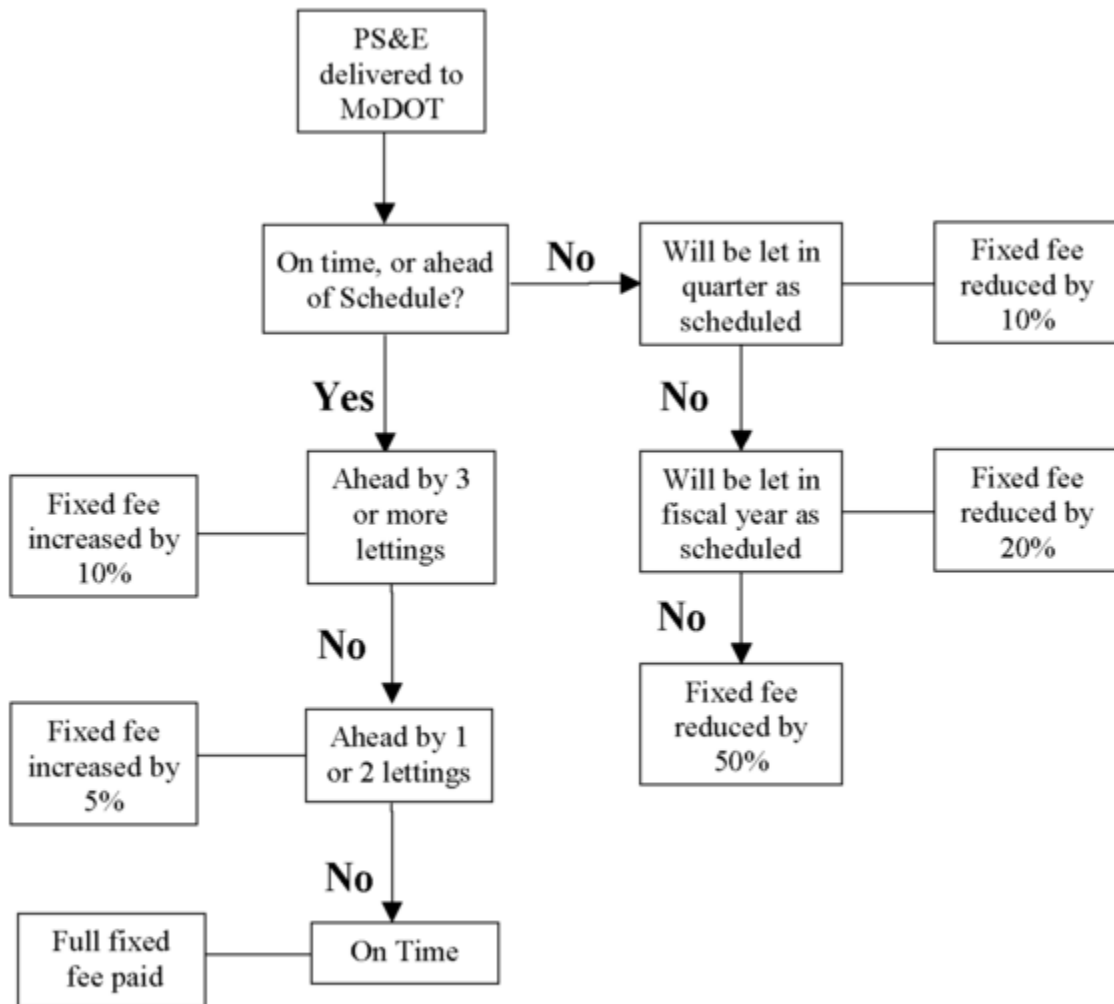 PS&E
delivered to
MoDOT
On time, or ahead
of Schedule?
No
Will be let in
quarter as
scheduled
Fixed fee
reduced by
10%
Yes
No
Ahead by 3
or more
lettings
Fixed fee
increased by
10%
Will be let in
fiscal year as
scheduled
Fixed fee
reduced by
20%
No
No
Fixed fee
reduced by
50%
Ahead by 1
or 2 lettings
Fixed fee
increased by
5%
No
On Time
Full fixed
fee paid